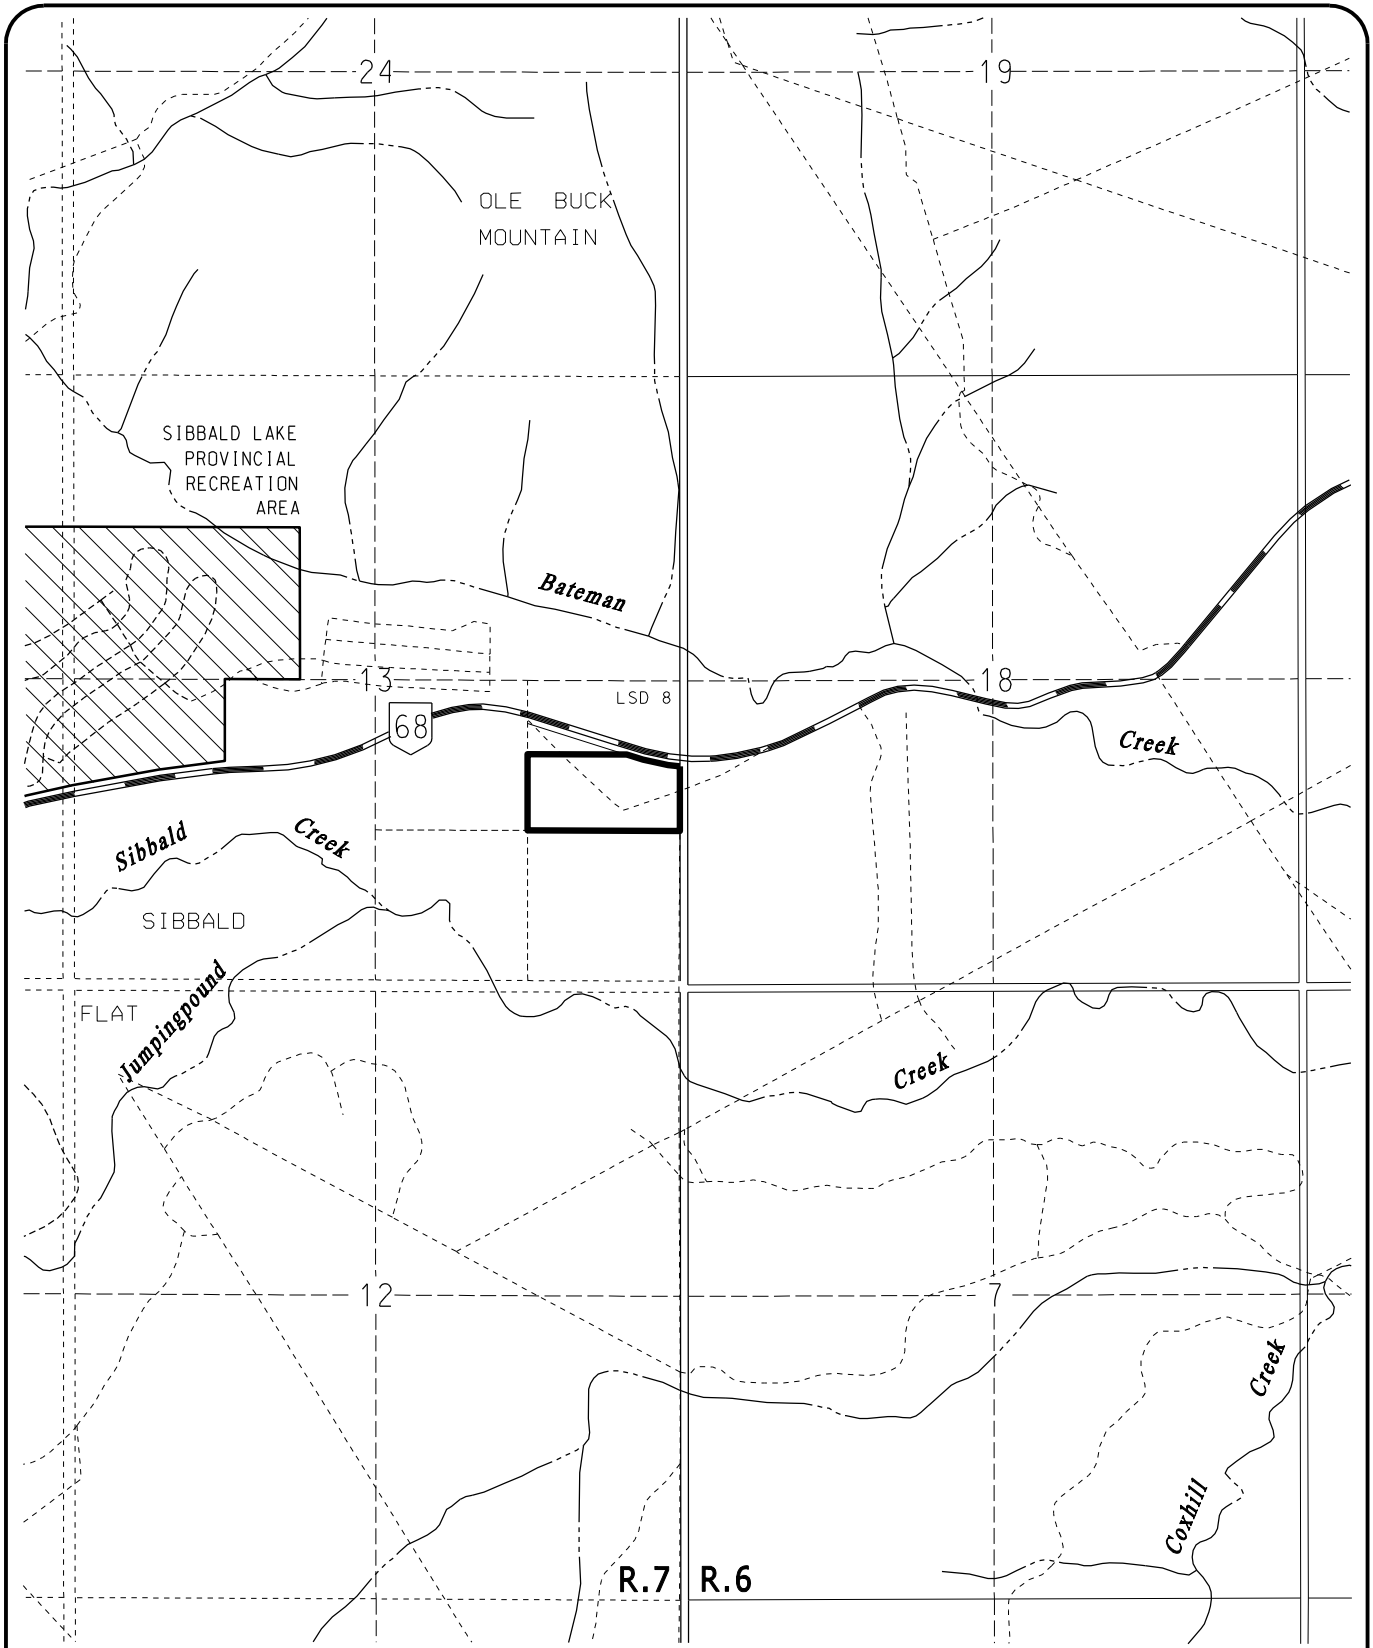 24
19
OLE BUCK
MOUNTAIN
SIBBALD LAKE
PROVINCIAL
RECREATION
AREA
Bateman
13
LSD 8
18
68
Creek
Sibbald
Creek
SIBBALD
Jumpingpound
FLAT
Creek
12
7
Creek
Coxhill
R.7
R.6